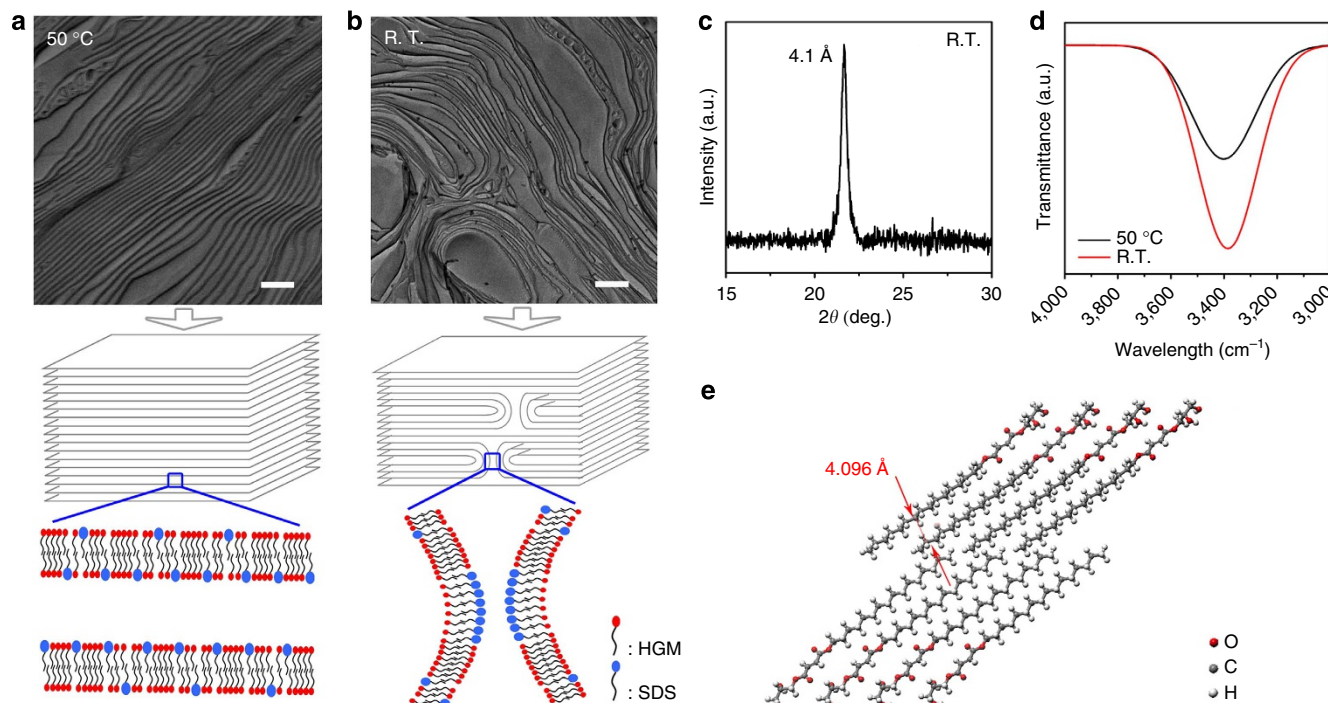 a
50 °C
b
R. T.
c
4.1 Å
R.T.
Intensity (a.u.)
15
20
25
30
2θ (deg.)
d
Transmittance (a.u.)
50 °C
R.T.
4,000
3,800
3,600
3,400
3,200
3,000
Wavelength (cm⁻¹)
: HGM
: SDS
e
4.096 Å
O
C
H